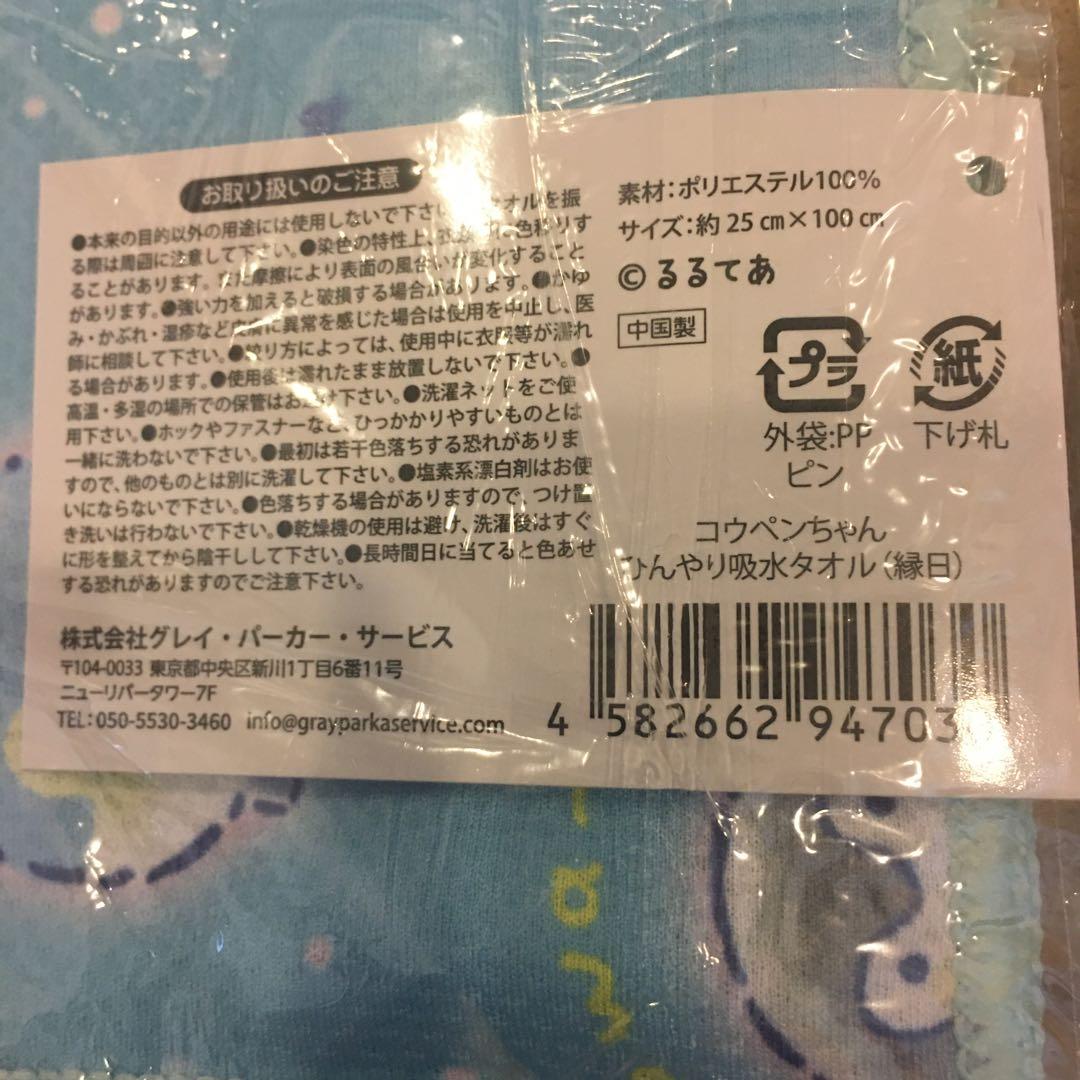 お取り扱いのご注意
●本来の目的以外の用途には使用しないで下さい タオルを振
る際は周囲に注意して下さい。●染色の特性上、衣 色移りす
ることがあります。また摩擦により表面の風合いが変化すること
があります。●強い力を加えると破損する場合があります。●かゆ
み・かぶれ・湿疹など に異常を感じた場合は使用を中止し、医
師に相談して下さい。●絞り方によっては、使用中に衣服等が濡れ
る場合があります。●使用後は濡れたまま放置しないで下さい。●
高温・多湿の場所での保管はお け下さい。●洗濯ネットをご使
用下さい。●ホックやファスナーなど、ひっかかりやすいものとは
一緒に洗わないで下さい。●最初は若干色落ちする恐れがありま
すので、他のものとは別に洗濯して下さい。●塩素系漂白剤はお使
いにならないで下さい。●色落ちする場合がありますので、つけ置
き洗いは行わないで下さい。●乾燥機の使用は避け、洗濯後はすぐ
に形を整えてから陰干しして下さい。●長時間日に当てると色あせ
する恐れがありますのでご注意下さい。
株式会社グレイ・パーカー・サービス
〒104-0033 東京都中央区新川1丁目6番11号
ニューリバータワー7F
TEL:050-5530-3460 info@grayparkaservice.com
素材:ポリエステル100%
サイズ:約25cm×100cm
©るるてあ
中国製
プラ
紙
外袋:PP
ピン
下げ札
コウペンちゃん
ひんやり吸水タオル(縁日)
4 582662 94703